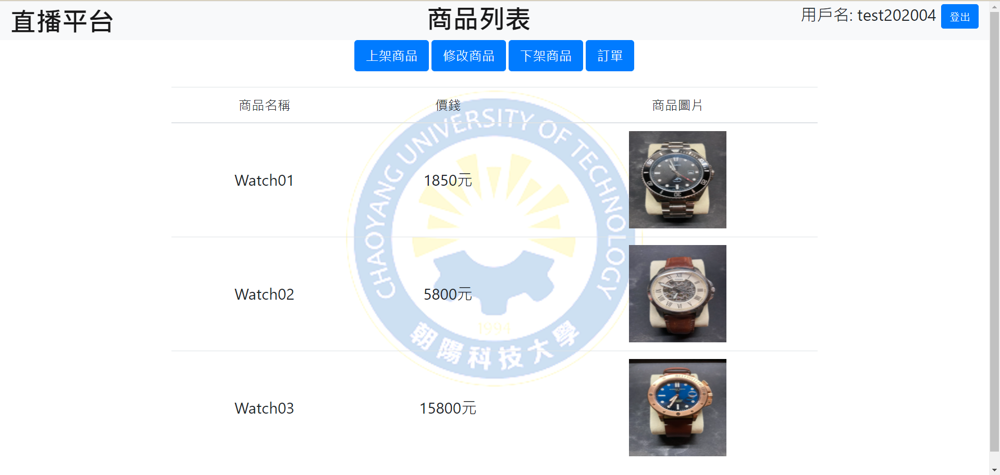 直播平台
商品列表
用戶名: test202004
登出
上架商品
修改商品
下架商品
訂單
商品名稱
價錢
商品圖片
Watch01
1850元
Watch02
5800元
Watch03
15800元
CHAOYANG UNIVERSITY OF TECHNOLOGY
1994
朝陽科技大學